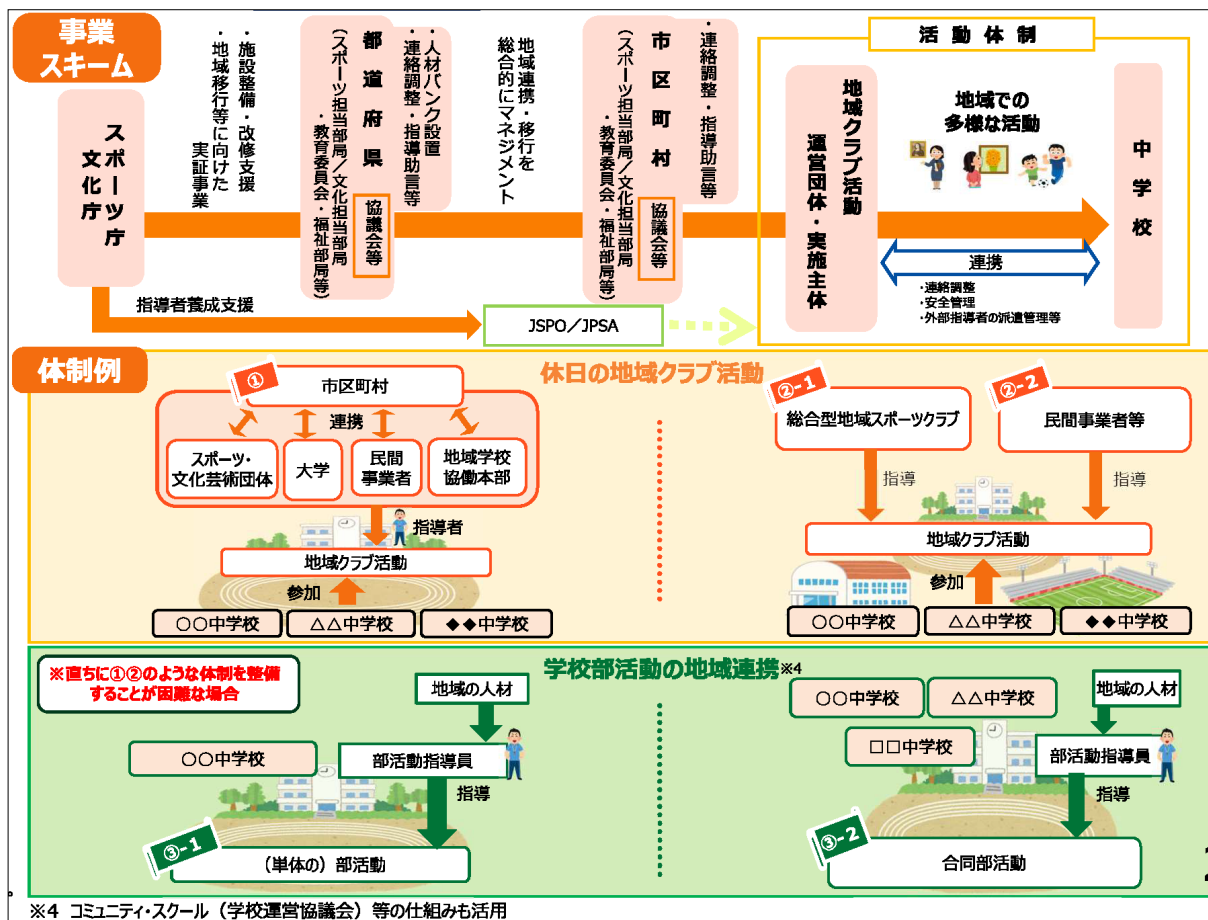 事業
スキーム
スポーツ庁
文化庁
・施設整備・改修支援
・地域移行等に向けた
実証事業
都道府県
(スポーツ担当部局/文化担当部局
・教育委員会・福祉部局等)
協議会等
・人材バンク設置
・連絡調整・指導助言等
地域連携・移行を
総合的にマネジメント
市区町村
(スポーツ担当部局/文化担当部局
・教育委員会・福祉部局等)
協議会等
・連絡調整・指導助言等
活動体制
地域クラブ活動
運営団体・実施主体
地域での
多様な活動
連携
・連絡調整
・安全管理
・外部指導者の派遣管理等
中学校
指導者養成支援
JSPO/JPSA
体制例
休日の地域クラブ活動
①
市区町村
連携
スポーツ・
文化芸術団体
大学
民間
事業者
地域学校
協働本部
指導者
地域クラブ活動
参加
○○中学校
△△中学校
◆◆中学校
②-1
総合型地域スポーツクラブ
②-2
民間事業者等
指導
指導
地域クラブ活動
参加
○○中学校
△△中学校
◆◆中学校
※直ちに①②のような体制を整備
することが困難な場合
学校部活動の地域連携※4
地域の人材
○○中学校
部活動指導員
指導
③-1
(単体の)部活動
○○中学校
△△中学校
地域の人材
□□中学校
部活動指導員
指導
③-2
合同部活動
※4 コミュニティ・スクール(学校運営協議会)等の仕組みも活用